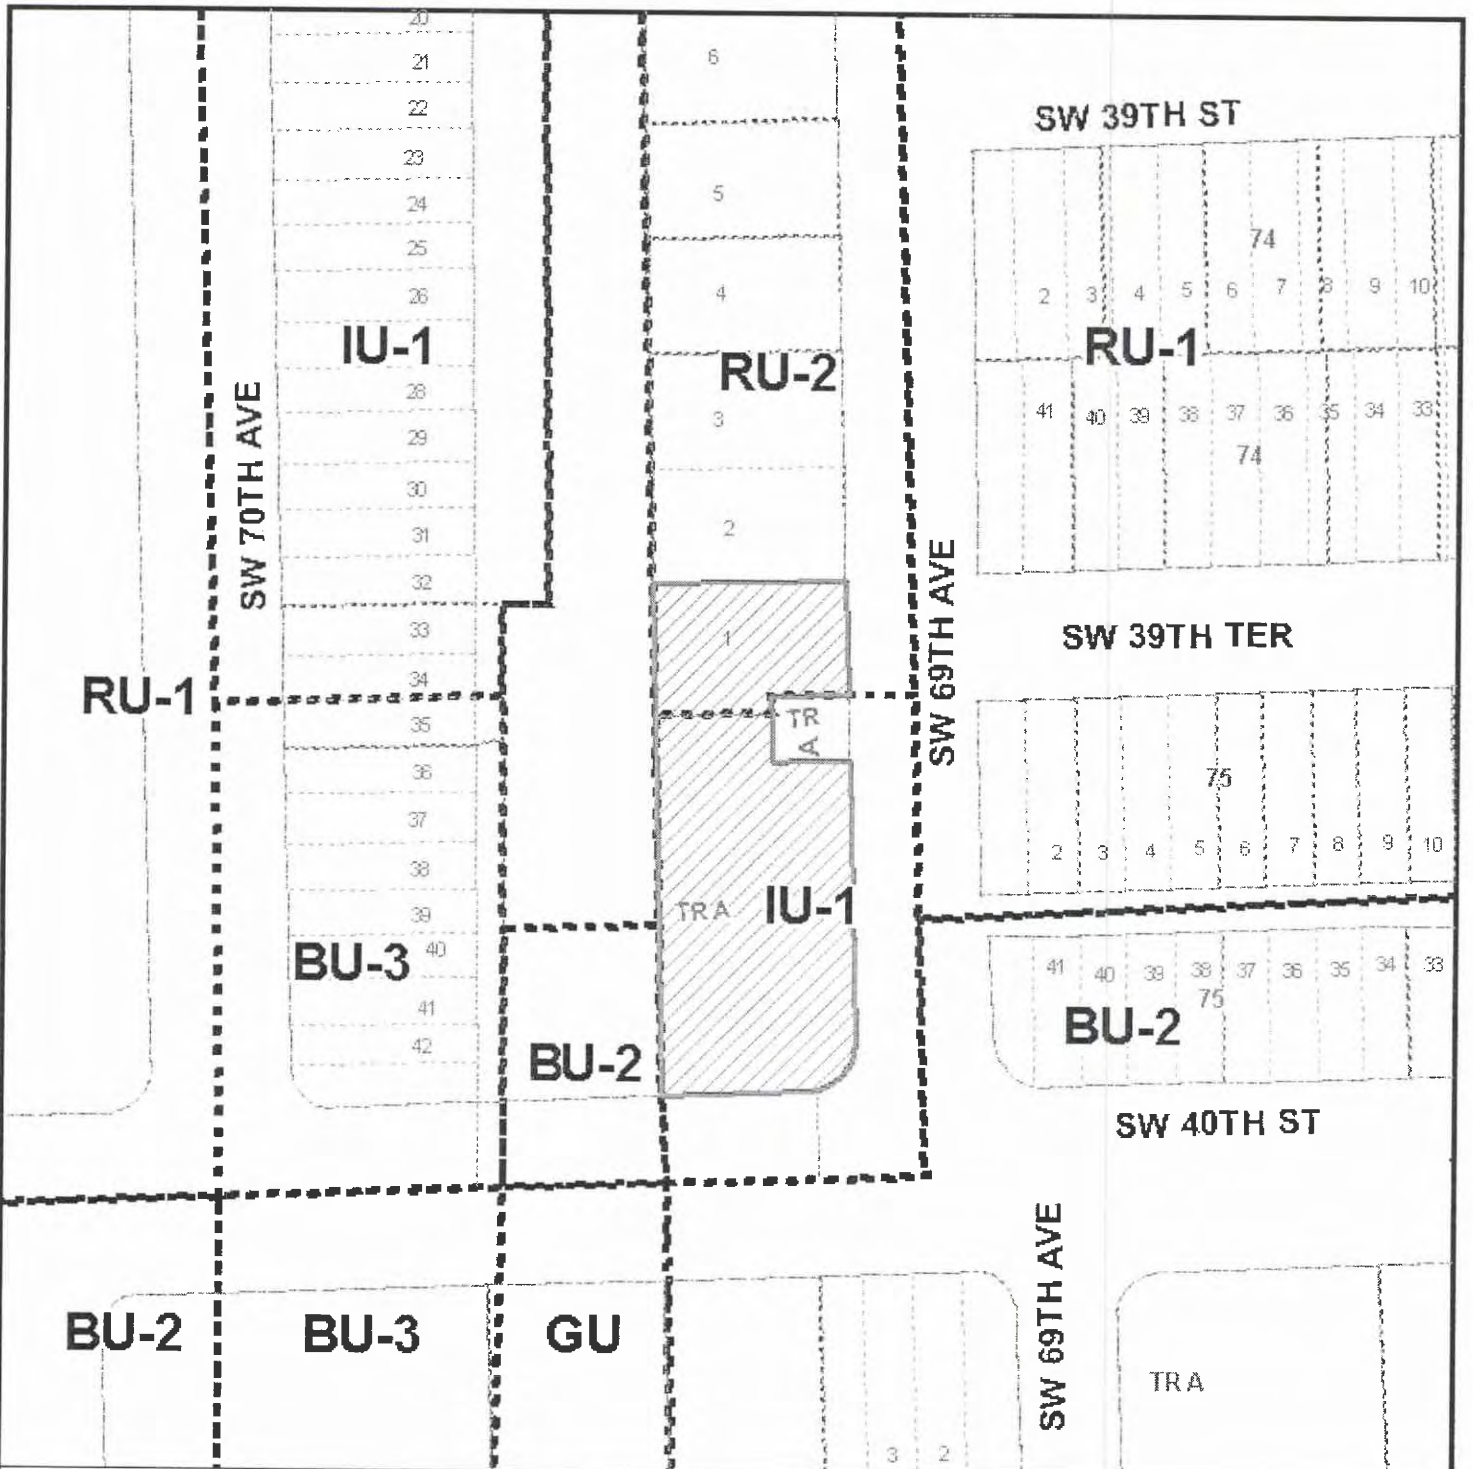 20
21
22
23
24
25
26
IU-1
28
29
30
31
32
33
34
35
36
37
38
39
BU-3 40
41
42
SW 70TH AVE
RU-1
6
5
4
RU-2
3
2
1
TR
A
TR A IU-1
BU-2
SW 69TH AVE
SW 39TH ST
74
2 3 4 5 6 7 8 9 10
RU-1
41 40 39 38 37 36 35 34 33
74
SW 39TH TER
75
2 3 4 5 6 7 8 9 10
41 40 39 38 37 36 35 34 33
75
BU-2
SW 40TH ST
BU-2 BU-3 GU
SW 69TH AVE
TR A
3 2